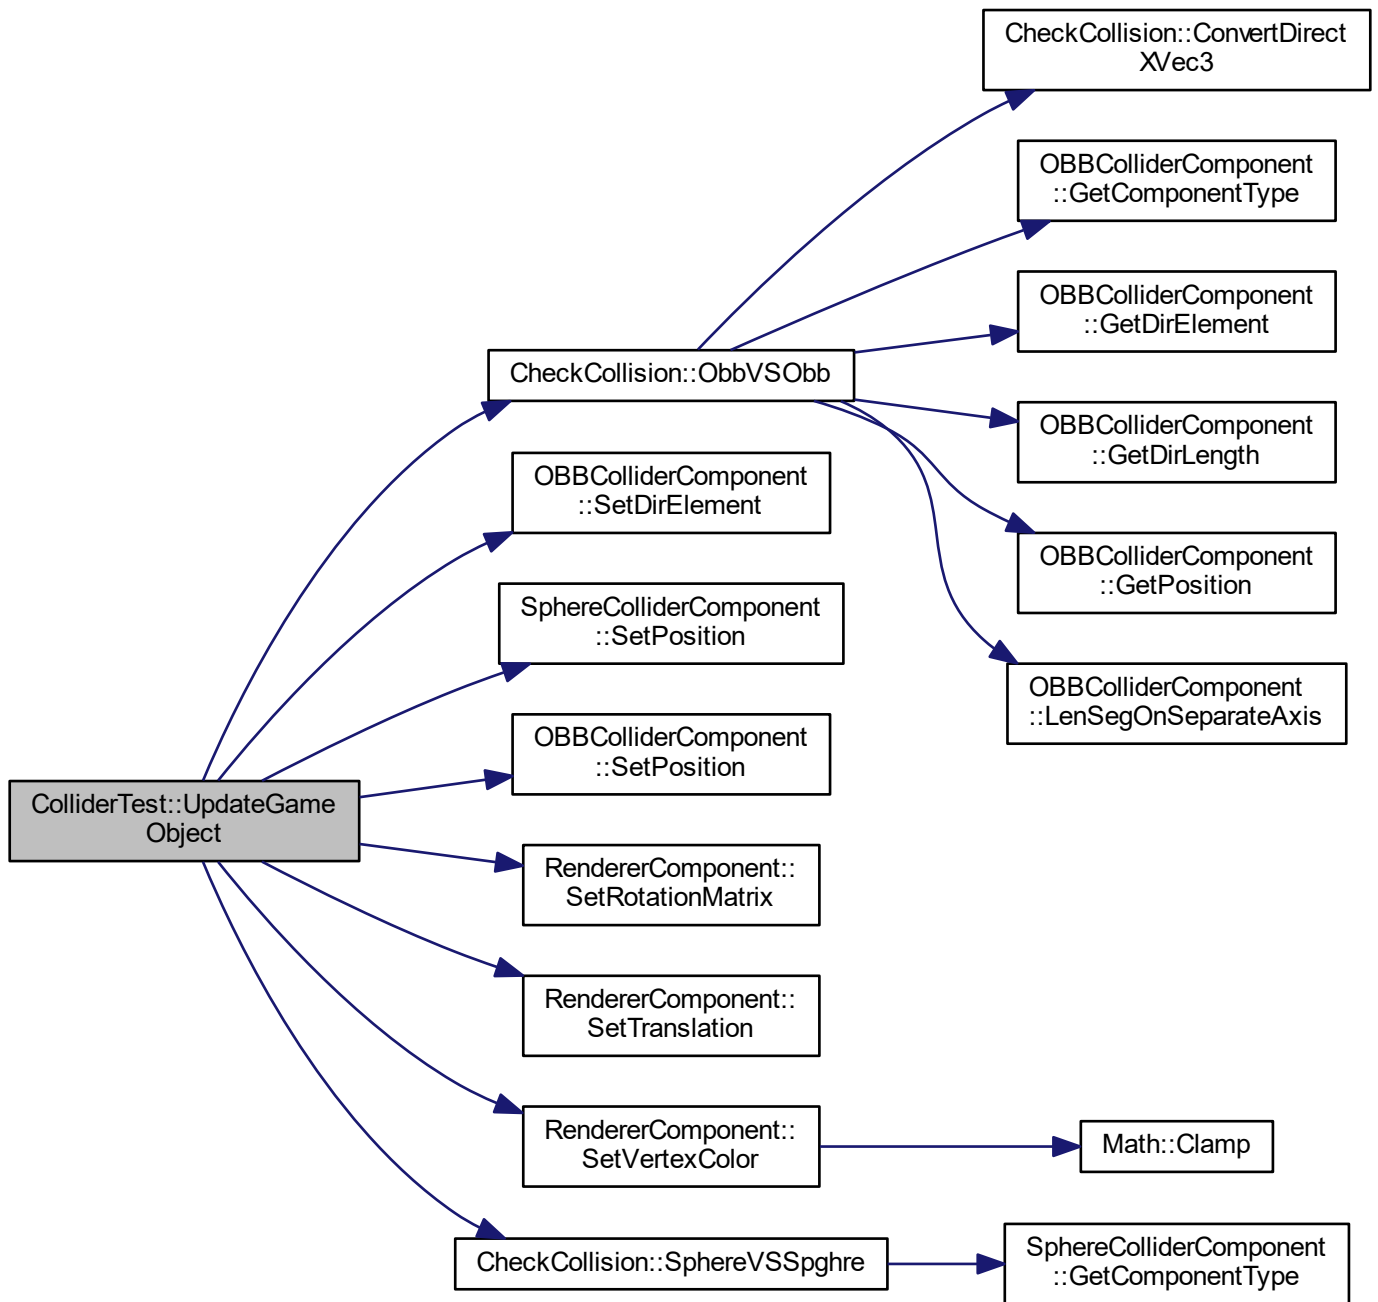 CheckCollision::ConvertDirect
XVec3
OBBColliderComponent
::GetComponentType
OBBColliderComponent
::GetDirElement
CheckCollision::ObbVSObb
OBBColliderComponent
::GetDirLength
OBBColliderComponent
::SetDirElement
OBBColliderComponent
::GetPosition
SphereColliderComponent
::SetPosition
OBBColliderComponent
::LenSegOnSeparateAxis
OBBColliderComponent
::SetPosition
ColliderTest::UpdateGame
Object
RendererComponent::
SetRotationMatrix
RendererComponent::
SetTranslation
RendererComponent::
SetVertexColor
Math::Clamp
CheckCollision::SphereVSSpghre
SphereColliderComponent
::GetComponentType